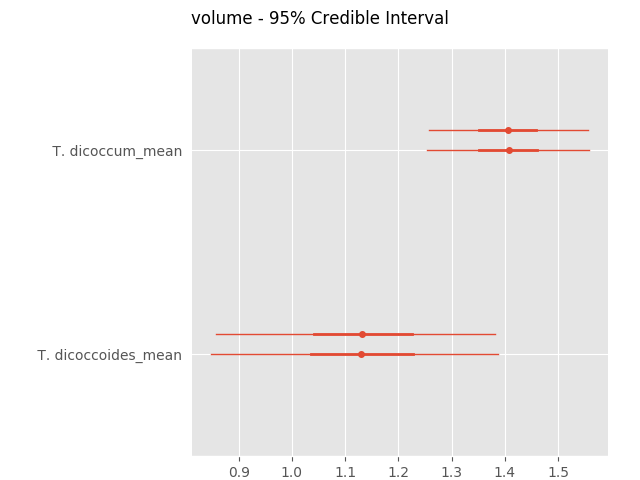 volume - 95% Credible Interval
T. dicoccum_mean
T. dicoccoides_mean
0.9 1.0 1.1 1.2 1.3 1.4 1.5